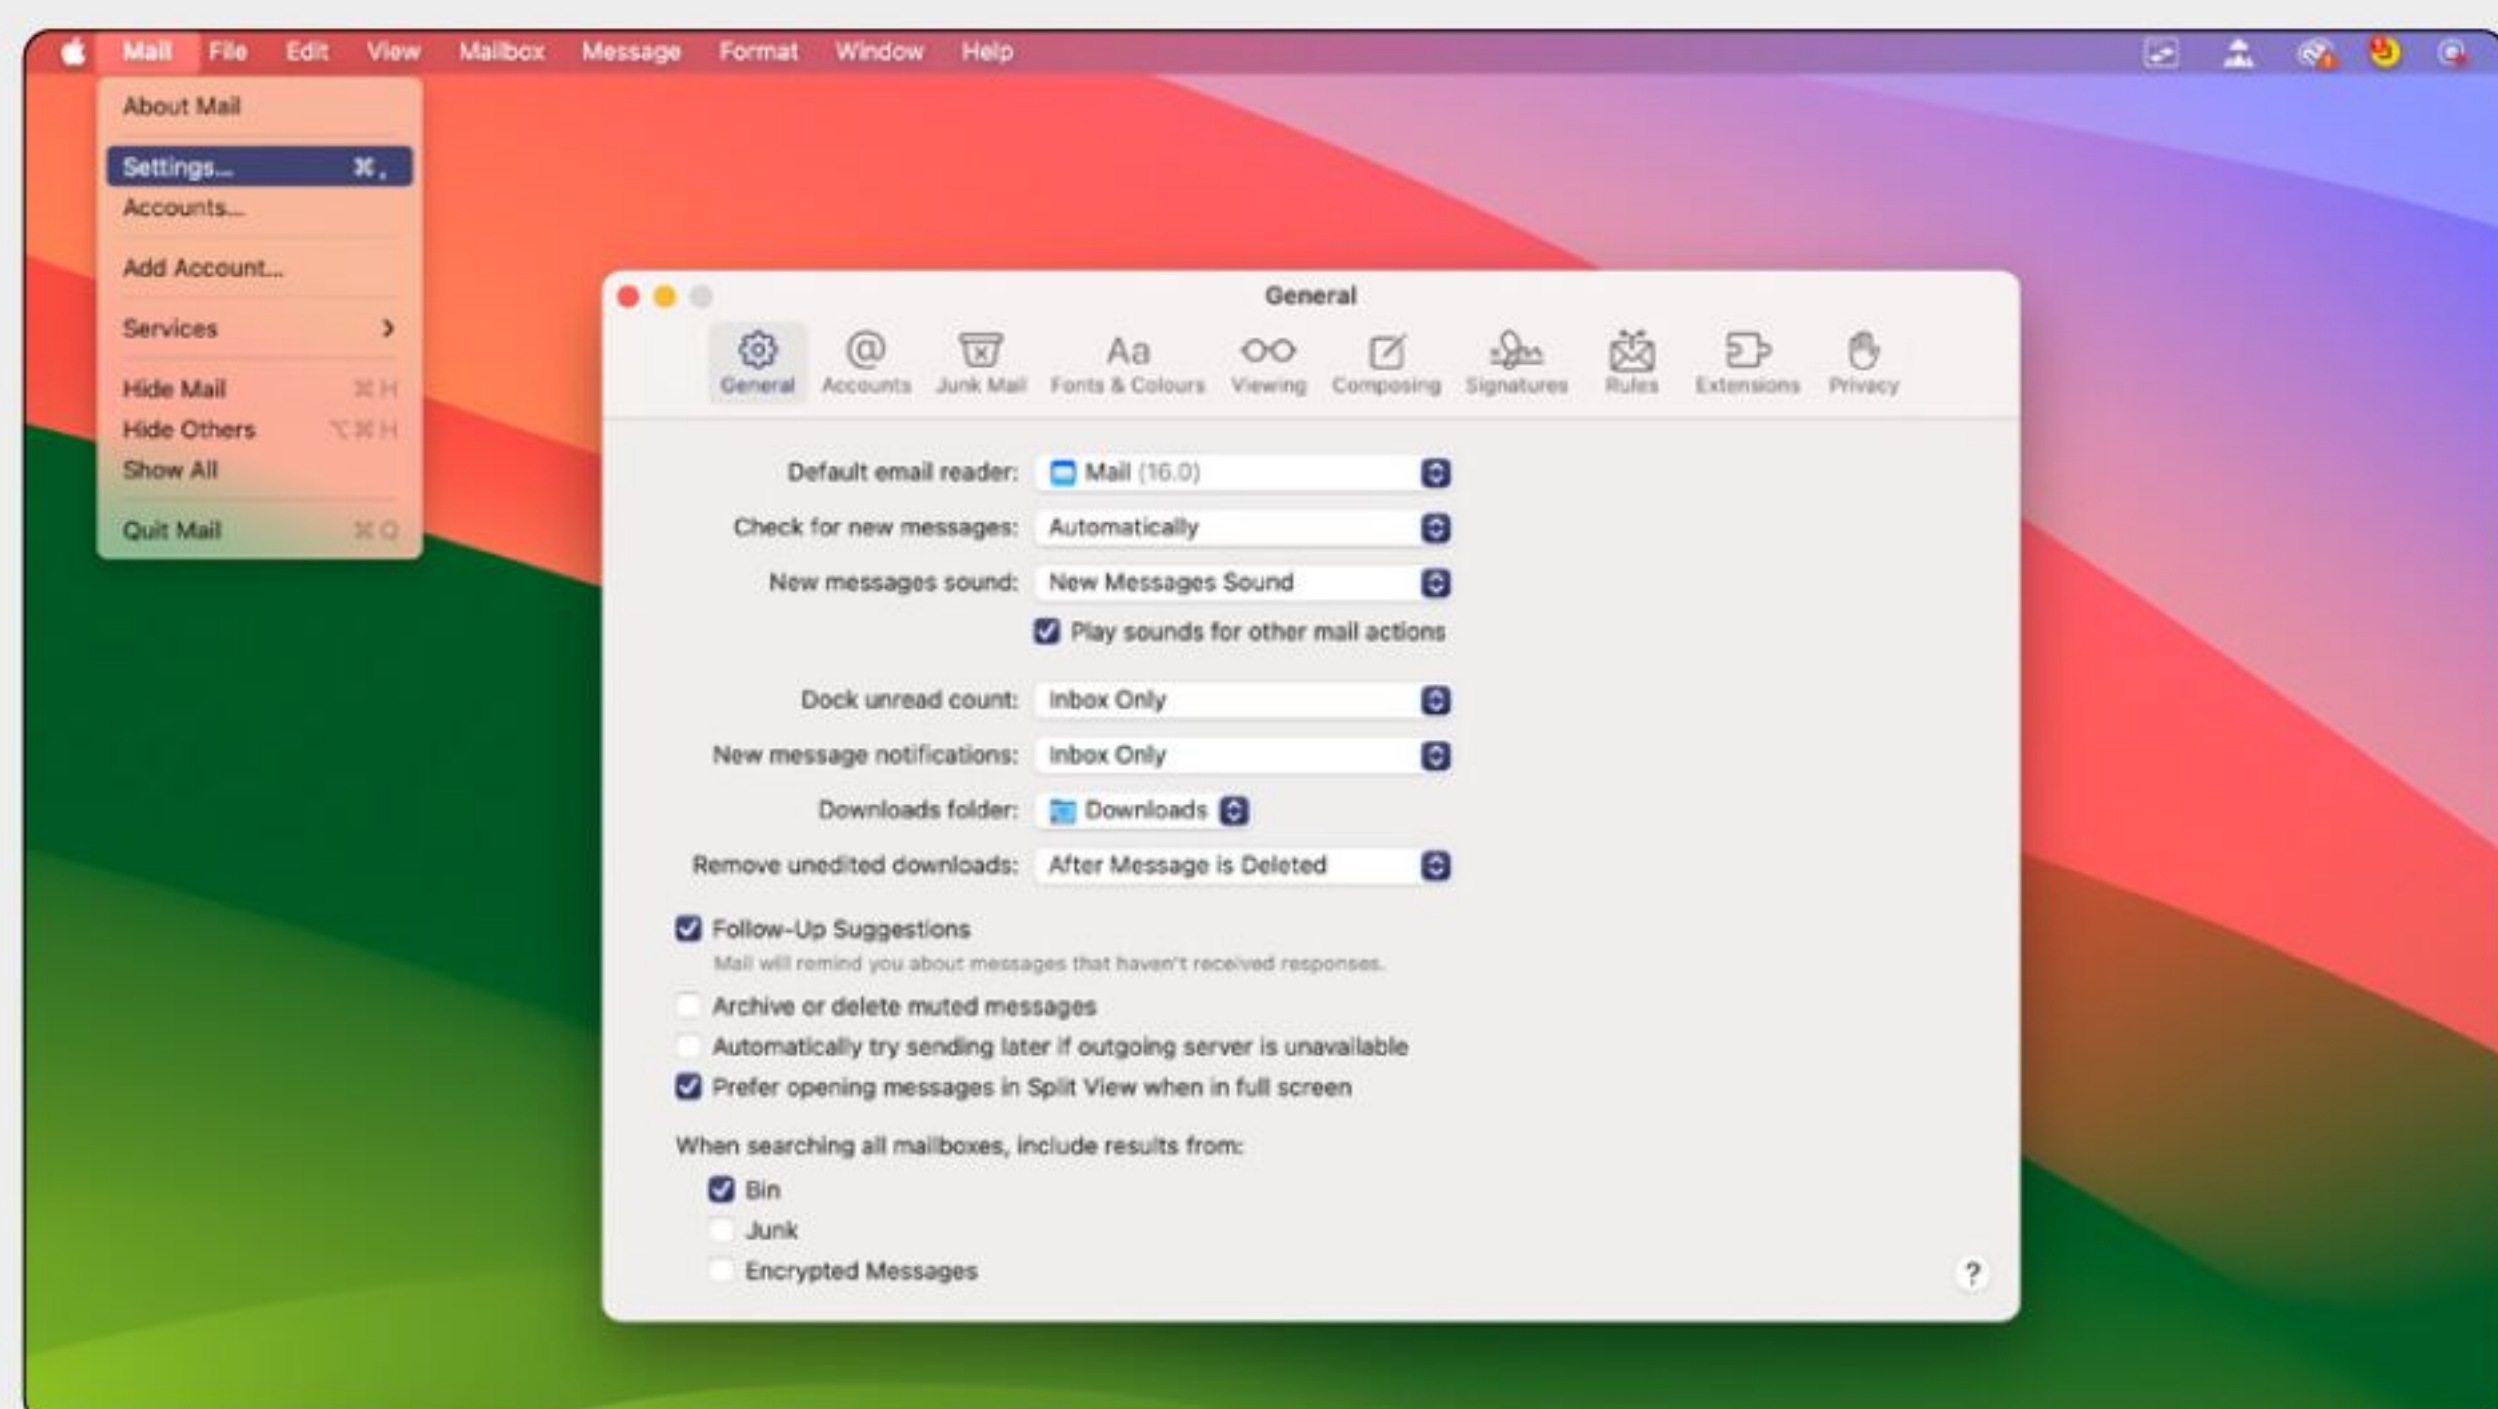 Mail File Edit View Mailbox Message Format Window Help
About Mail
Settings... ⌘ ,
Accounts...
Add Account...
Services
Hide Mail ⌘ H
Hide Others ⌥ ⌘ H
Show All
Quit Mail ⌘ Q
General
General Accounts Junk Mail Fonts & Colours Viewing Composing Signatures Rules Extensions Privacy
Default email reader: Mail (16.0)
Check for new messages: Automatically
New messages sound: New Messages Sound
Play sounds for other mail actions
Dock unread count: Inbox Only
New message notifications: Inbox Only
Downloads folder: Downloads
Remove unedited downloads: After Message is Deleted
Follow-Up Suggestions
Mail will remind you about messages that haven't received responses.
Archive or delete muted messages
Automatically try sending later if outgoing server is unavailable
Prefer opening messages in Split View when in full screen
When searching all mailboxes, include results from:
Bin
Junk
Encrypted Messages
?